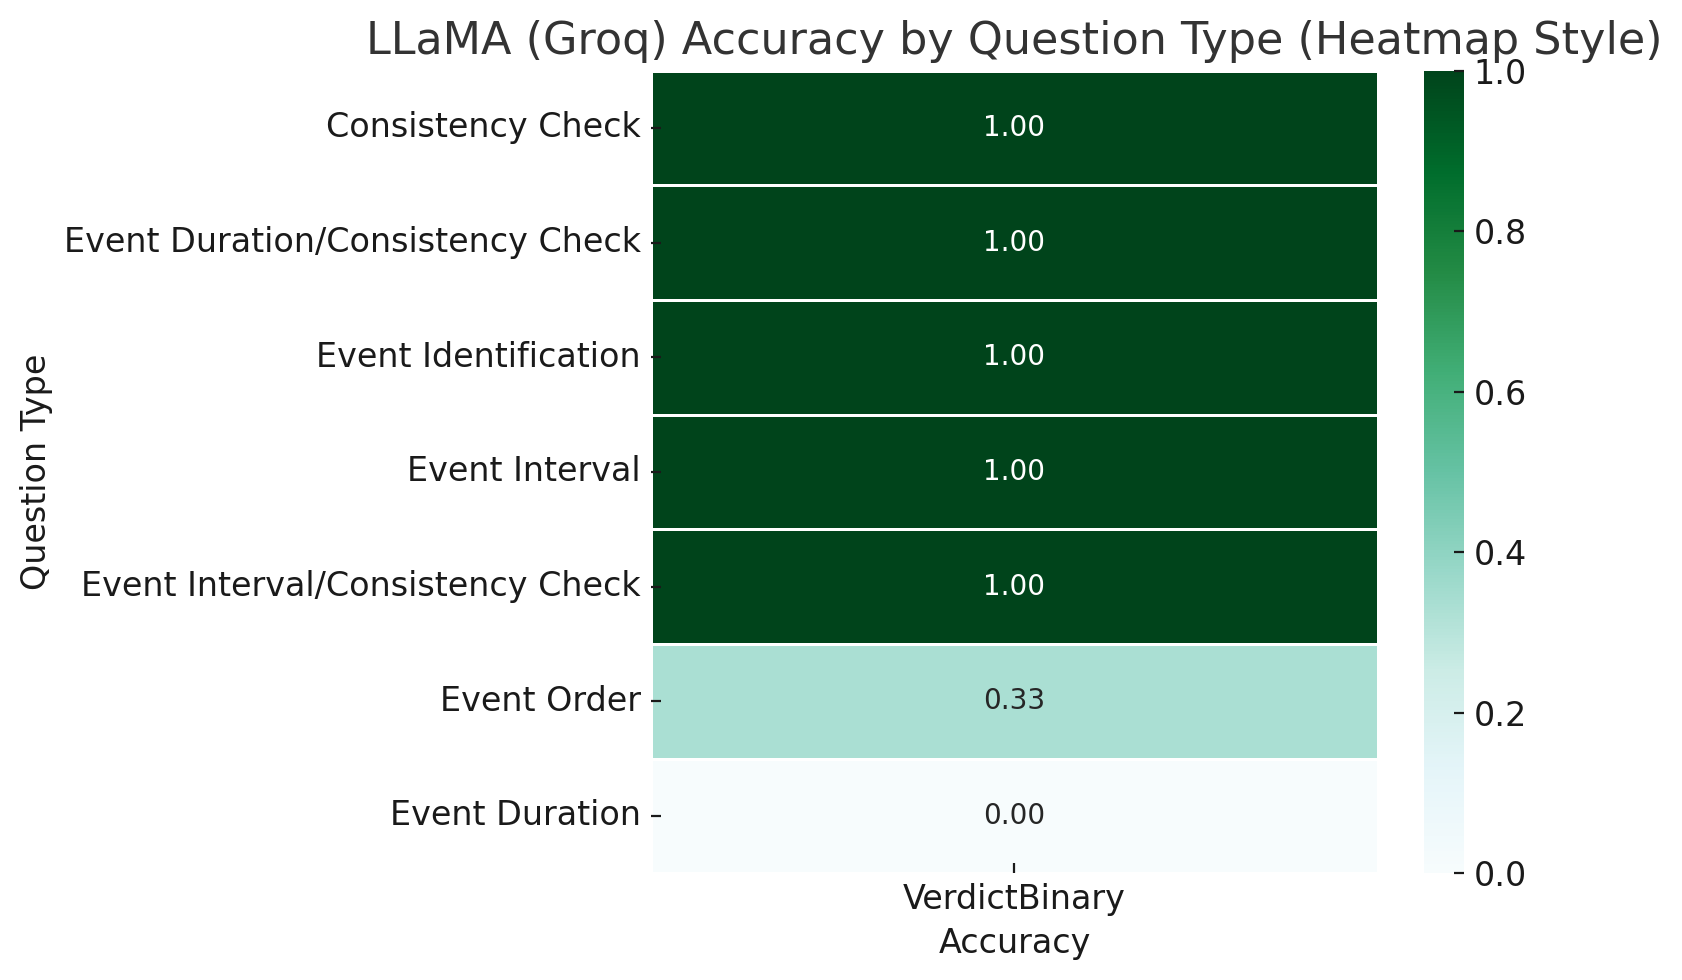 LLaMA (Groq) Accuracy by Question Type (Heatmap Style)
Question Type
Consistency Check 1.00
Event Duration/Consistency Check 1.00
Event Identification 1.00
Event Interval 1.00
Event Interval/Consistency Check 1.00
Event Order 0.33
Event Duration 0.00
VerdictBinary
Accuracy
1.0
0.8
0.6
0.4
0.2
0.0